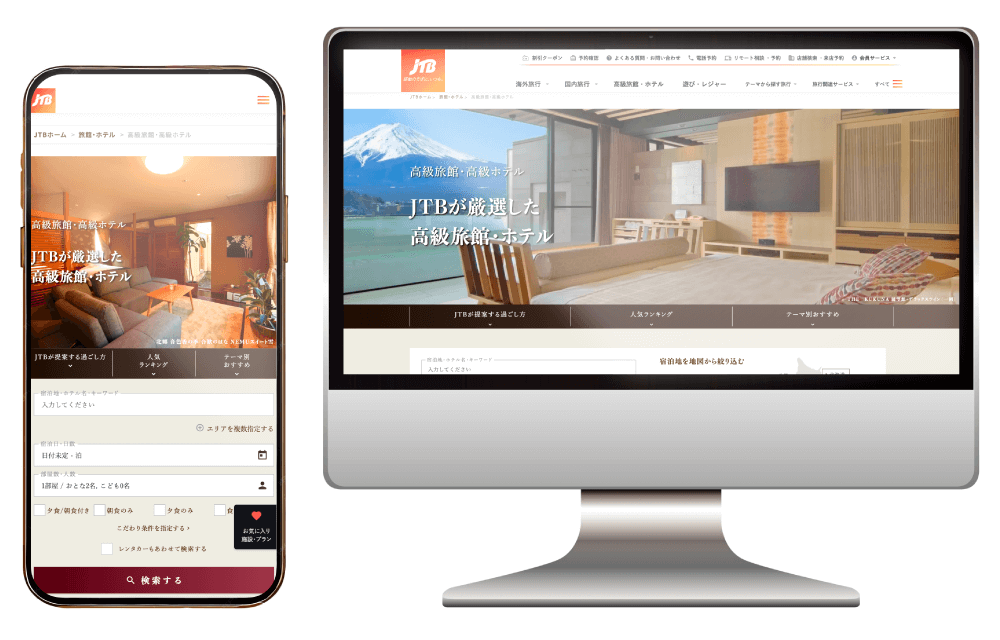 JTB
JTBホーム > 旅館・ホテル > 高級旅館・高級ホテル
高級旅館・高級ホテル
JTBが厳選した
高級旅館・ホテル
JTBが提案する過ごし方
人気
ランキング
テーマ別
おすすめ
宿泊地・ホテル名・キーワード
入力してください
エリアを複数指定する
宿泊日・日数
日付未定・泊
部屋数・人数
1部屋 / おとな2名, こども0名
夕食/朝食付き
朝食のみ
夕食のみ
食
こだわり条件を指定する
お気に入り
施設・プラン
レンタカーもあわせて検索する
検索する
割引クーポン
予約確認
よくある質問・お問い合わせ
電話予約
リモート相談・予約
店舗検索・来店予約
会員サービス
JTB
海外旅行
国内旅行
高級旅館・ホテル
遊び・レジャー
テーマから探す旅行
旅行関連サービス
すべて
JTBホーム > 旅館・ホテル > 高級旅館・高級ホテル
高級旅館・高級ホテル
JTBが厳選した
高級旅館・ホテル
JTBが提案する過ごし方
人気ランキング
テーマ別おすすめ
宿泊地・ホテル名・キーワード
入力してください
宿泊地を地図から絞り込む